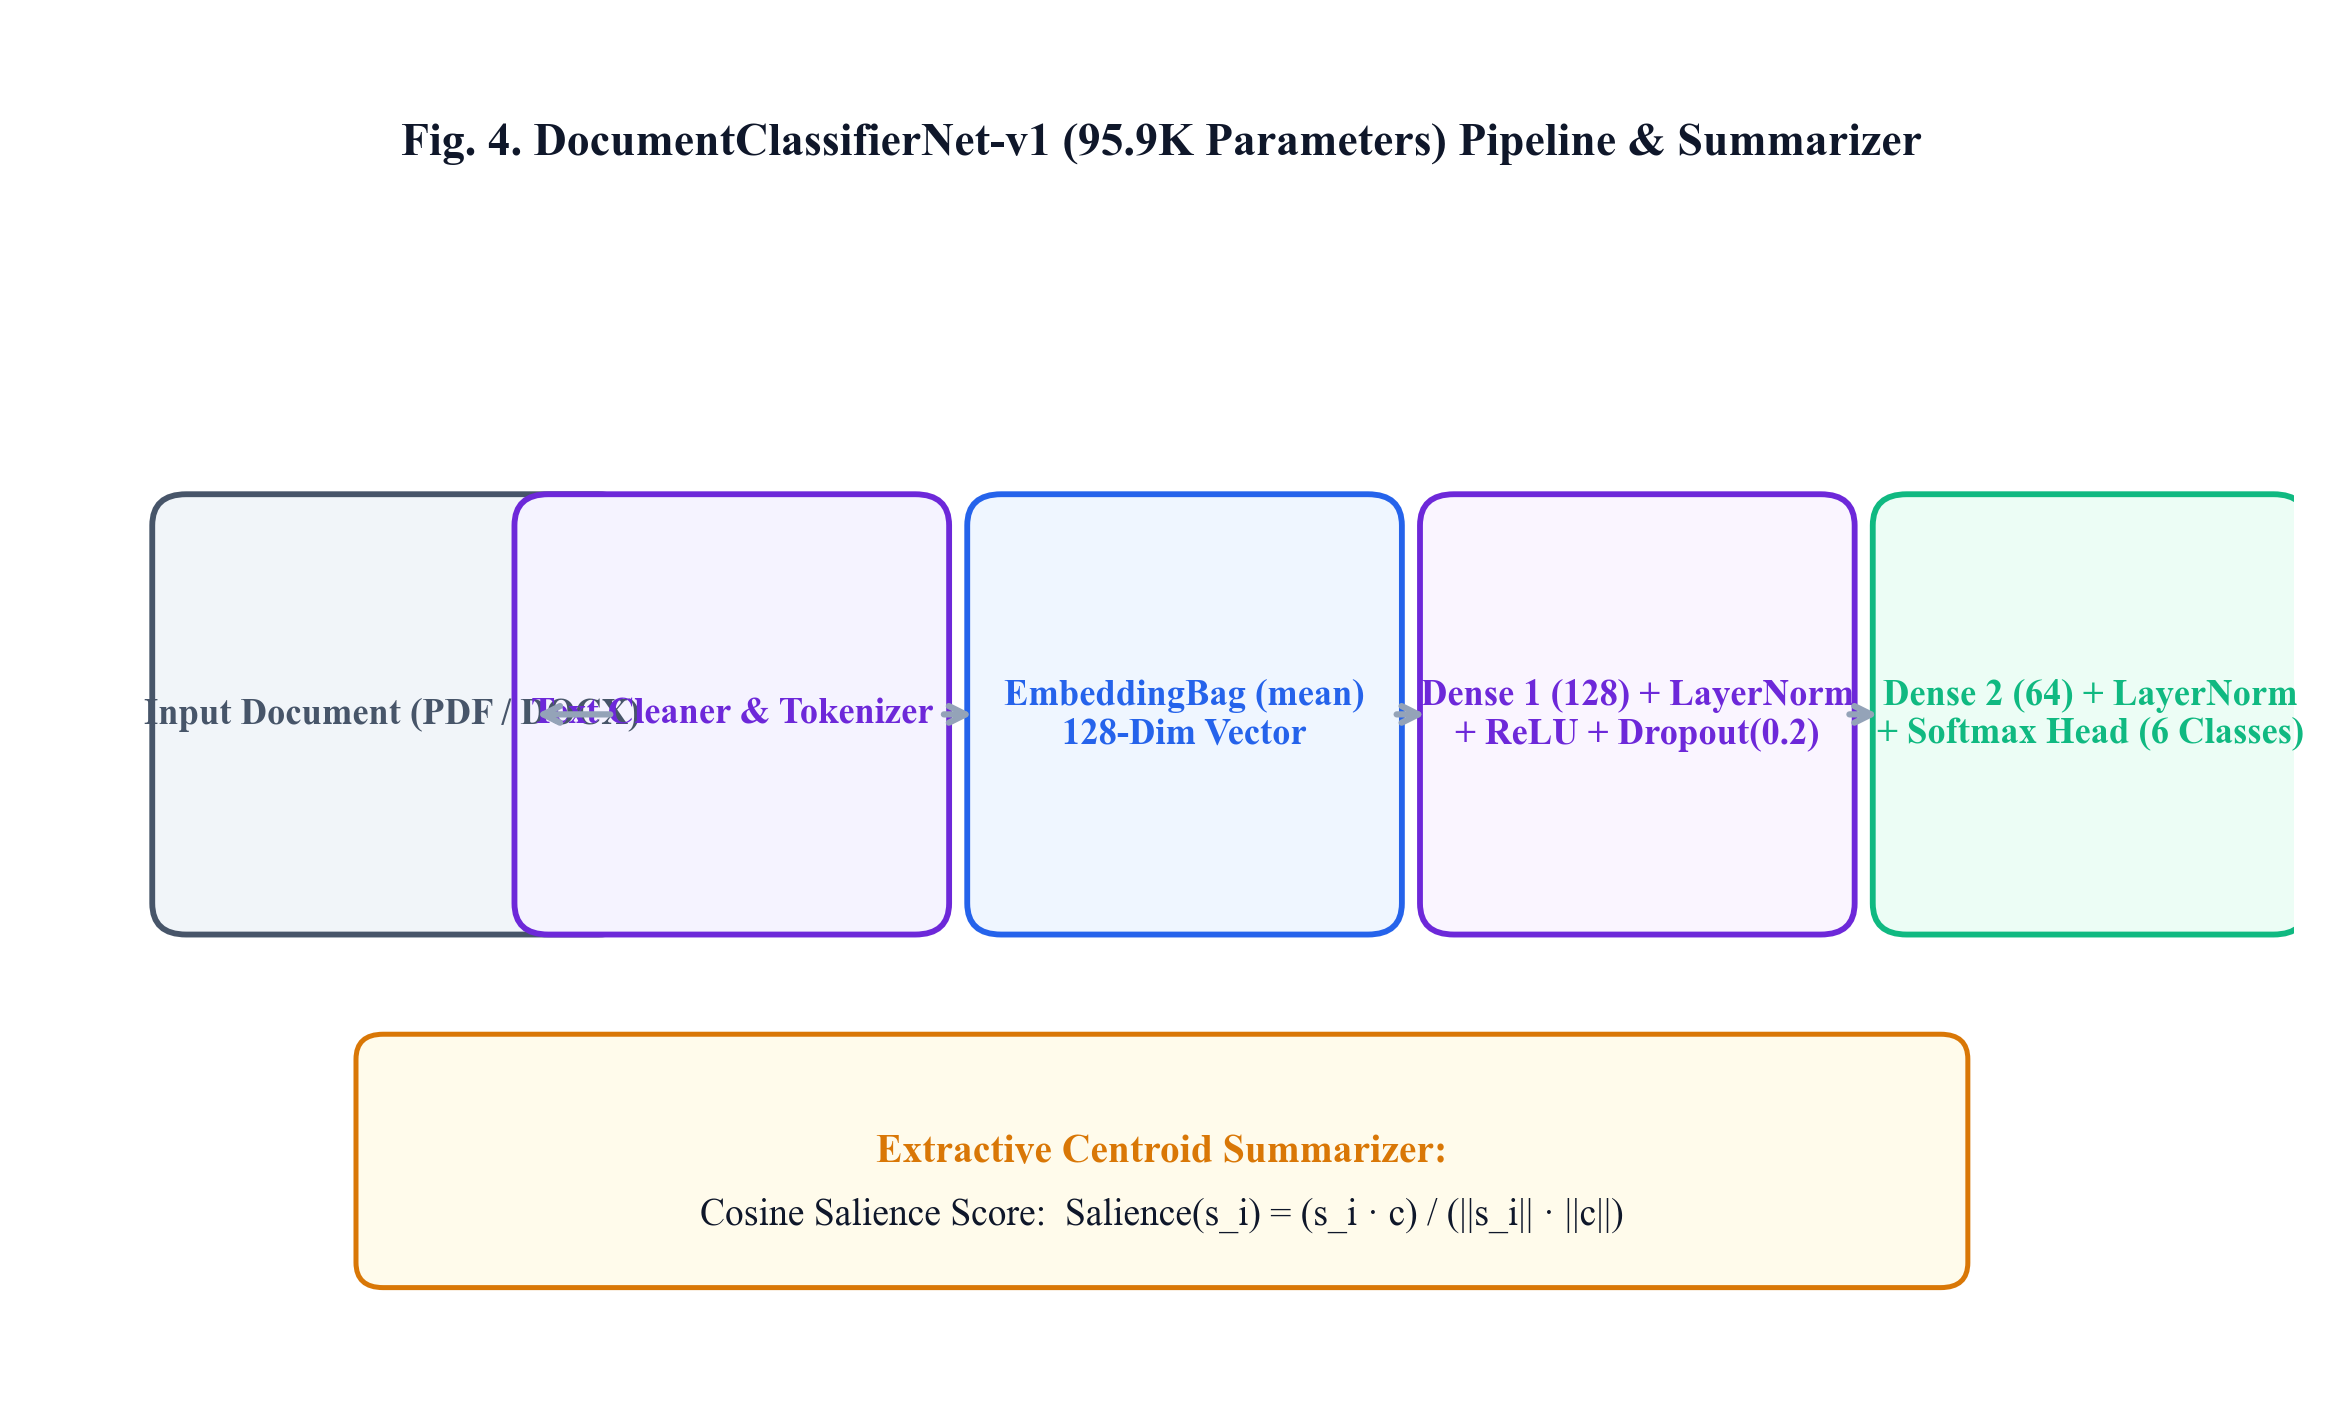 Fig. 4. DocumentClassifierNet-v1 (95.9K Parameters) Pipeline & Summarizer
Input Document (PDF / DOCX)
Text Cleaner & Tokenizer
EmbeddingBag (mean)
128-Dim Vector
Dense 1 (128) + LayerNorm
+ ReLU + Dropout(0.2)
Dense 2 (64) + LayerNorm
+ Softmax Head (6 Classes)
Extractive Centroid Summarizer:
Cosine Salience Score:  Salience(s_i) = (s_i · c) / (||s_i|| · ||c||)